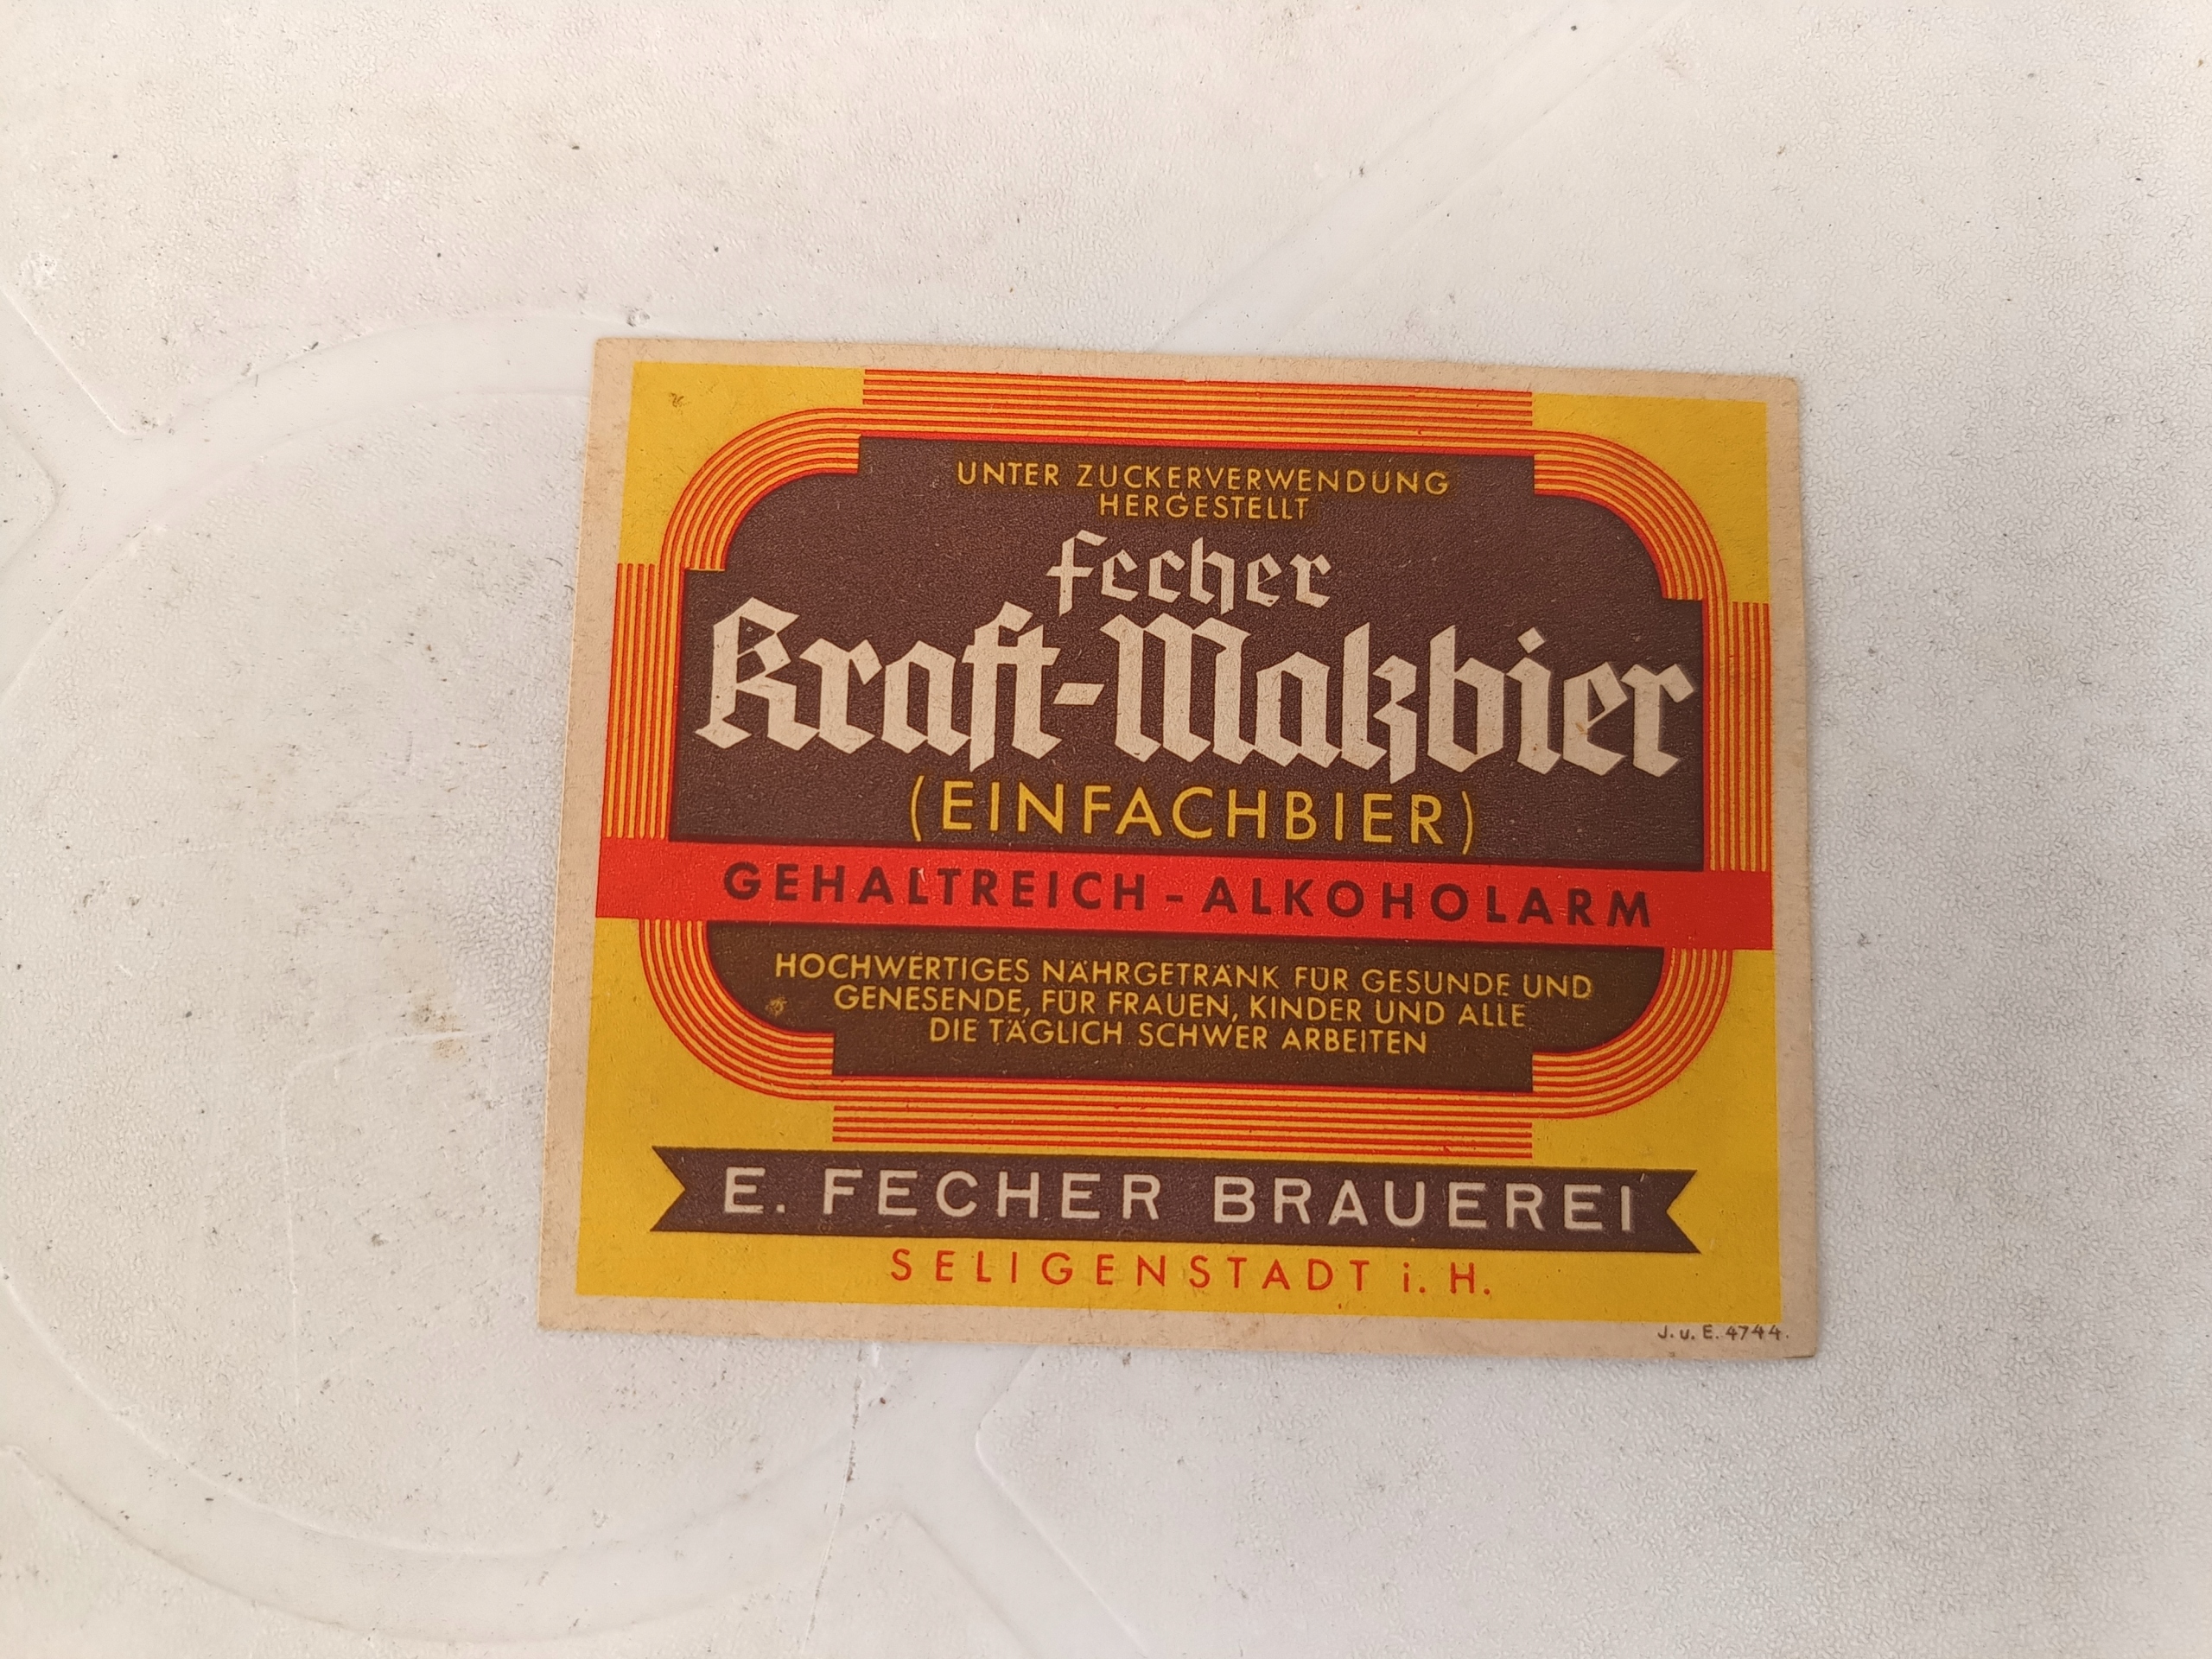 UNTER ZUCKERVERWENDUNG
HERGESTELLT
Fecher
Kraft-Malzbier
(EINFACHBIER)
GEHALTREICH - ALKOHOLARM
HOCHWERTIGES NÄHRGETRÄNK FÜR GESUNDE UND
GENESENDE, FÜR FRAUEN, KINDER UND ALLE
DIE TÄGLICH SCHWER ARBEITEN
E. FECHER BRAUEREI
SELIGENSTADT i. H.
J. u. E. 4744.